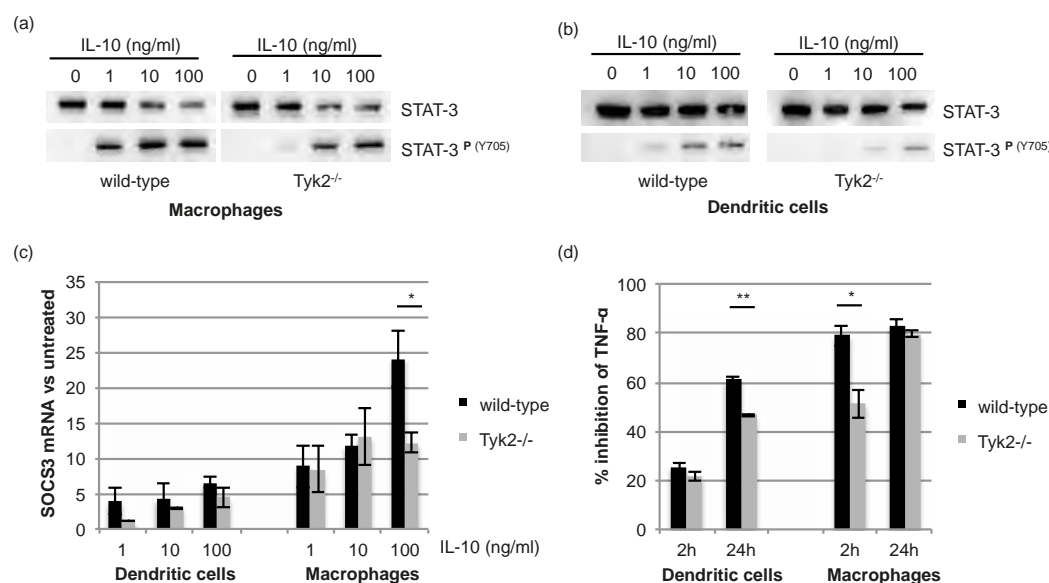 (a)
IL-10 (ng/ml) IL-10 (ng/ml)
0 1 10 100 0 1 10 100
STAT-3
STAT-3 P (Y705)
wild-type Tyk2-/-
Macrophages
(b)
IL-10 (ng/ml) IL-10 (ng/ml)
0 1 10 100 0 1 10 100
STAT-3
STAT-3 P (Y705)
wild-type Tyk2-/-
Dendritic cells
(c)
SOCS3 mRNA vs untreated
35
30
25
20
15
10
5
0
*
wild-type
Tyk2-/-
1 10 100 1 10 100 IL-10 (ng/ml)
Dendritic cells Macrophages
(d)
% inhibition of TNF-α
100
80
60
40
20
0
** *
wild-type
Tyk2-/-
2h 24h 2h 24h
Dendritic cells Macrophages